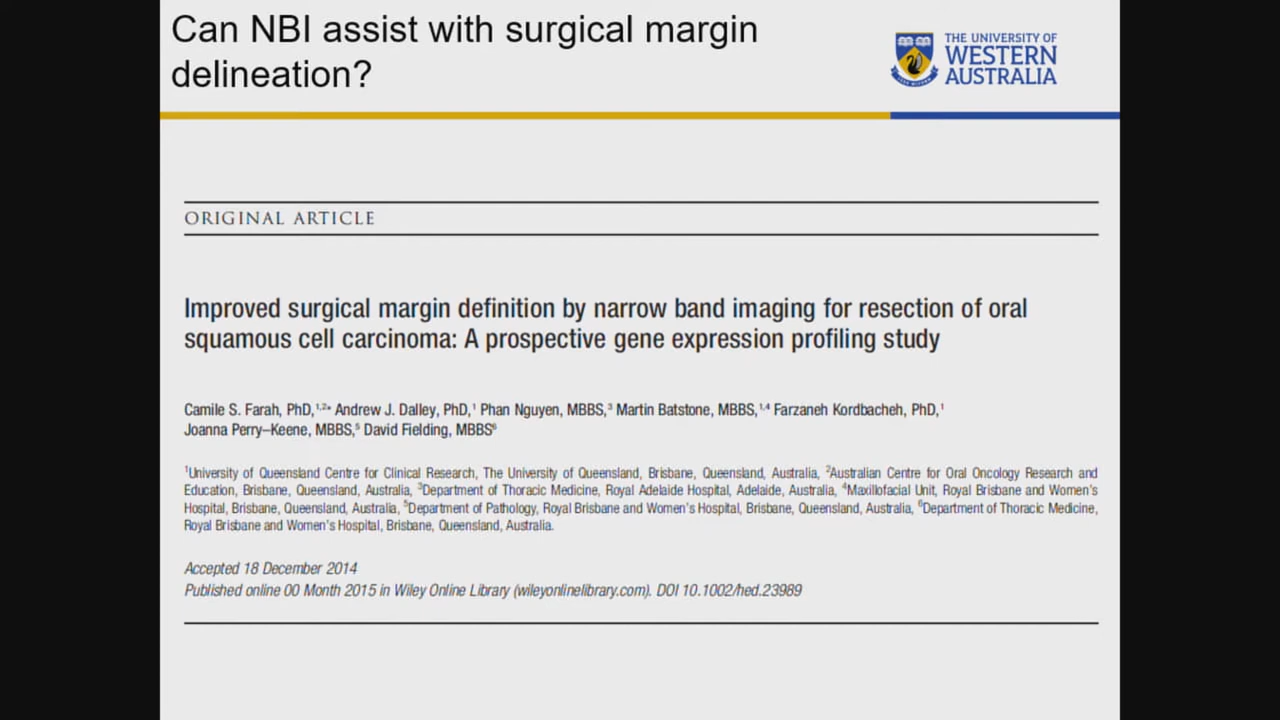 Can NBI assist with surgical margin
delineation?
THE UNIVERSITY OF
WESTERN
AUSTRALIA
ORIGINAL ARTICLE
Improved surgical margin definition by narrow band imaging for resection of oral
squamous cell carcinoma: A prospective gene expression profiling study
Camile S. Farah, PhD,1,2* Andrew J. Dalley, PhD,1 Phan Nguyen, MBBS,3 Martin Batstone, MBBS,1,4 Farzaneh Kordbacheh, PhD,1
Joanna Perry–Keene, MBBS,5 David Fielding, MBBS6
1University of Queensland Centre for Clinical Research, The University of Queensland, Brisbane, Queensland, Australia, 2Australian Centre for Oral Oncology Research and
Education, Brisbane, Queensland, Australia, 3Department of Thoracic Medicine, Royal Adelaide Hospital, Adelaide, Australia, 4Maxillofacial Unit, Royal Brisbane and Women's
Hospital, Brisbane, Queensland, Australia, 5Department of Pathology, Royal Brisbane and Women's Hospital, Brisbane, Queensland, Australia, 6Department of Thoracic Medicine,
Royal Brisbane and Women's Hospital, Brisbane, Queensland, Australia.
Accepted 18 December 2014
Published online 00 Month 2015 in Wiley Online Library (wileyonlinelibrary.com). DOI 10.1002/hed.23989